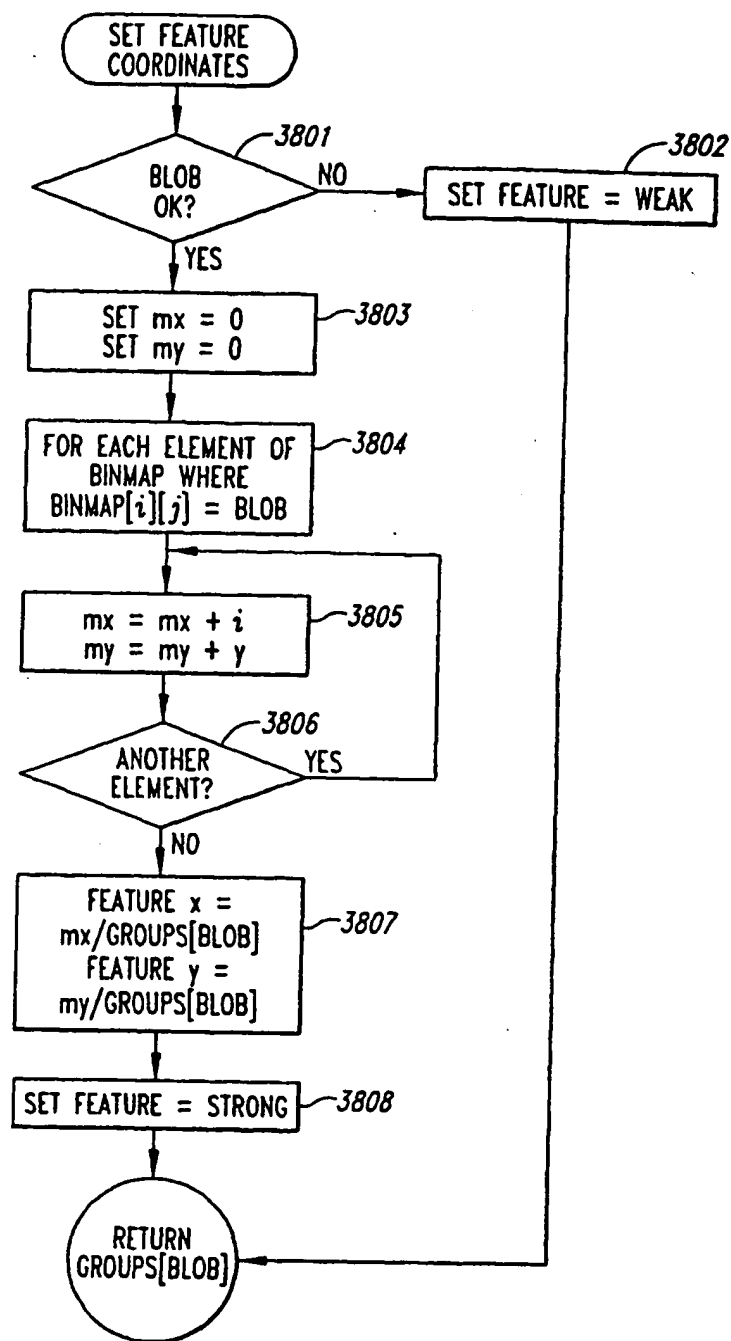 SET FEATURE
COORDINATES
3801
BLOB
OK?
NO
3802
SET FEATURE = WEAK
YES
SET mx = 0
SET my = 0
3803
FOR EACH ELEMENT OF
BINMAP WHERE
BINMAP[i][j] = BLOB
3804
mx = mx + i
my = my + y
3805
3806
ANOTHER
ELEMENT?
YES
NO
FEATURE x =
mx/GROUPS[BLOB]
FEATURE y =
my/GROUPS[BLOB]
3807
SET FEATURE = STRONG
3808
RETURN
GROUPS[BLOB]